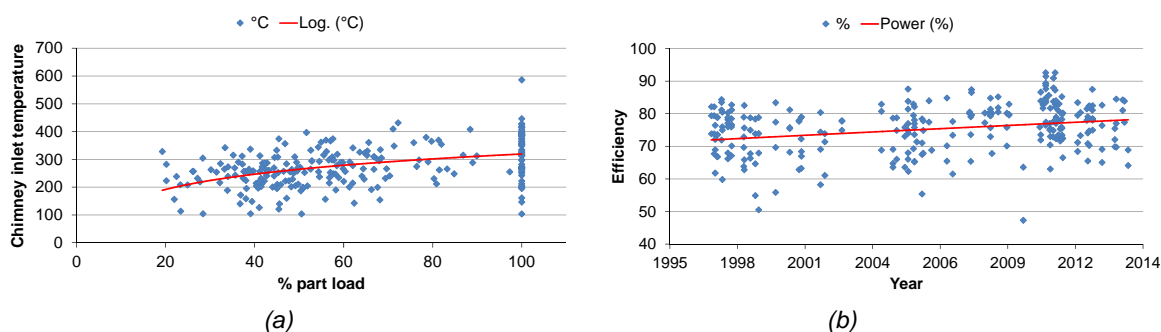 °C
Log. (°C)
Chimney inlet temperature
700
600
500
400
300
200
100
0
0 20 40 60 80 100
% part load
(a)
% Power (%)
Efficiency
100
90
80
70
60
50
40
1995 1998 2001 2004 2006 2009 2012 2014
Year
(b)